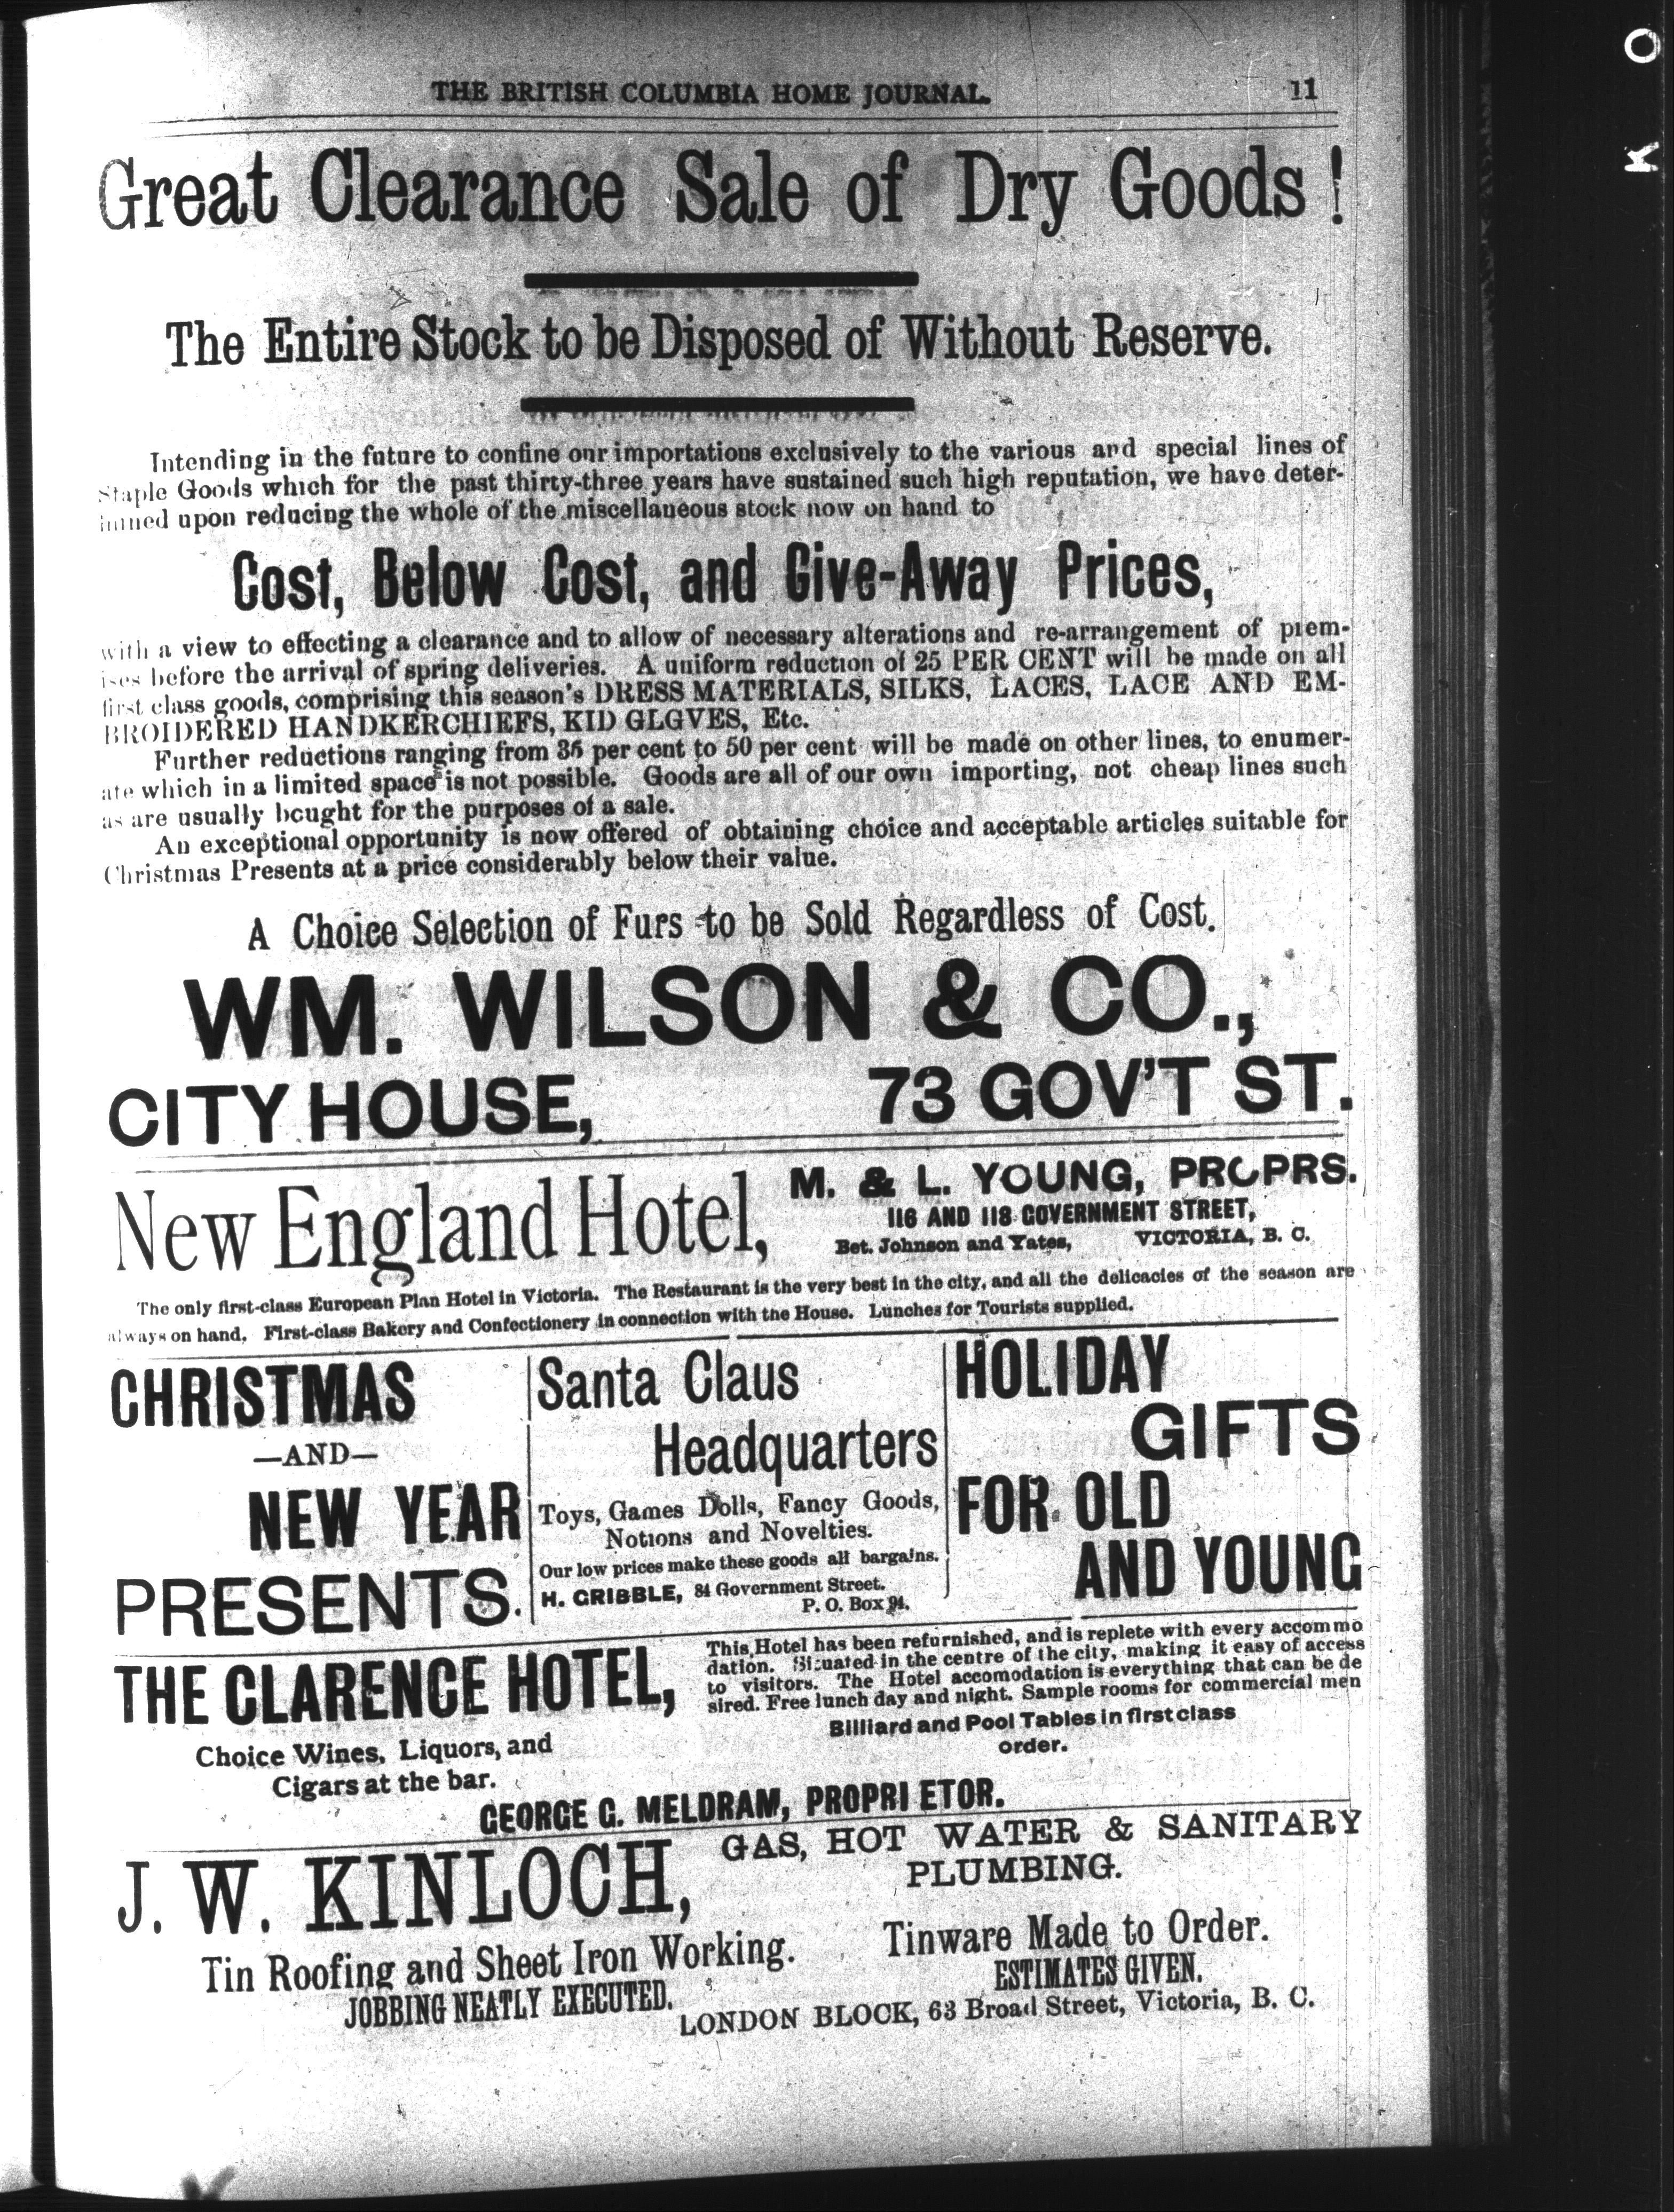 THE BRITISH COLUMBIA HOME JOURNAL. 11
Great Clearance Sale of Dry Goods!
The Entire Stock to be Disposed of Without Reserve.
Intending in the future to confine our importations exclusively to the various and special lines of
Staple Goods which for the past thirty-three years have sustained such high reputation, we have deter-
mined upon reducing the whole of the miscellaneous stock now on hand to
Cost, Below Cost, and Give-Away Prices,
with a view to effecting a clearance and to allow of necessary alterations and re-arrangement of prem-
ises before the arrival of spring deliveries. A uniform reduction of 25 PER CENT will be made on all
first class goods, comprising this season's DRESS MATERIALS, SILKS, LACES, LACE AND EM-
BROIDERED HANDKERCHIEFS, KID GLGVES, Etc.
Further reductions ranging from 35 per cent to 50 per cent will be made on other lines, to enumer-
ate which in a limited space is not possible. Goods are all of our own importing, not cheap lines such
as are usually bought for the purposes of a sale.
An exceptional opportunity is now offered of obtaining choice and acceptable articles suitable for
Christmas Presents at a price considerably below their value.
A Choice Selection of Furs to be Sold Regardless of Cost.
WM. WILSON & CO.,
CITY HOUSE, 73 GOV'T ST.
New England Hotel,
M. & L. YOUNG, PROPRS.
116 AND 118 GOVERNMENT STREET,
Bet. Johnson and Yates, VICTORIA, B. C.
The only first-class European Plan Hotel in Victoria. The Restaurant is the very best in the city, and all the delicacies of the season are
always on hand. First-class Bakery and Confectionery in connection with the House. Lunches for Tourists supplied.
CHRISTMAS
—AND—
NEW YEAR
PRESENTS.
Santa Claus
Headquarters
Toys, Games Dolls, Fancy Goods,
Notions and Novelties.
Our low prices make these goods all bargains.
H. GRIBBLE, 84 Government Street.
P. O. Box 94.
HOLIDAY
GIFTS
FOR OLD
AND YOUNG
THE CLARENCE HOTEL,
Choice Wines, Liquors, and
Cigars at the bar.
This Hotel has been refurnished, and is replete with every accommo
dation. Situated in the centre of the city, making it easy of access
to visitors. The Hotel accomodation is everything that can be de
sired. Free lunch day and night. Sample rooms for commercial men
Billiard and Pool Tables in first class
order.
GEORGE G. MELDRAM, PROPRIETOR.
J. W. KINLOCH,
GAS, HOT WATER & SANITARY
PLUMBING.
Tin Roofing and Sheet Iron Working.
JOBBING NEATLY EXECUTED.
Tinware Made to Order.
ESTIMATES GIVEN.
LONDON BLOCK, 63 Broad Street, Victoria, B. C.
K O